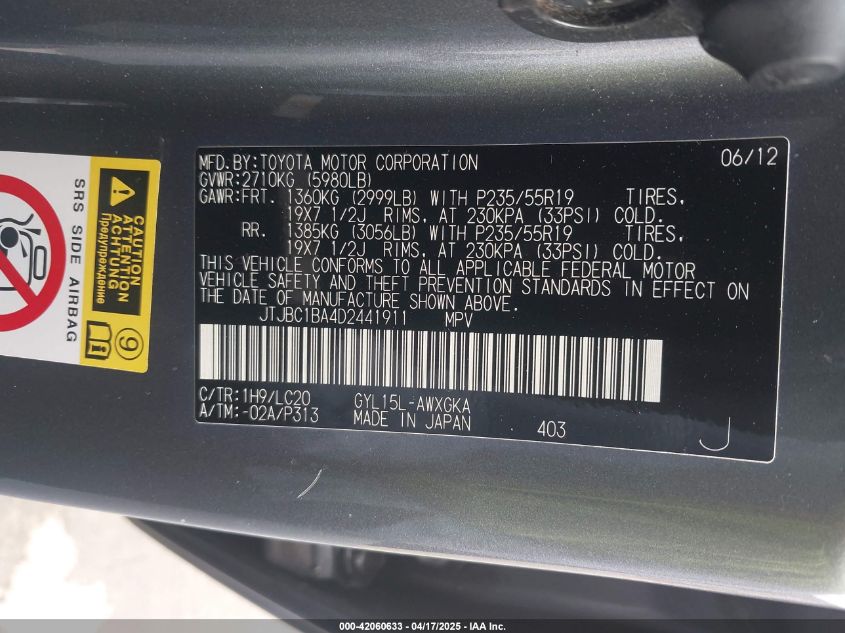 MFD.BY:TOYOTA MOTOR CORPORATION 06/12
GVWR:2710KG (5980LB)
GAWR:FRT. 1360KG (2999LB) WITH P235/55R19 TIRES,
19X7 1/2J RIMS, AT 230KPA (33PSI) COLD.
RR. 1385KG (3056LB) WITH P235/55R19 TIRES,
19X7 1/2J RIMS, AT 230KPA (33PSI) COLD.
THIS VEHICLE CONFORMS TO ALL APPLICABLE FEDERAL MOTOR
VEHICLE SAFETY AND THEFT PREVENTION STANDARDS IN EFFECT ON
THE DATE OF MANUFACTURE SHOWN ABOVE.
JTJBC1BA4D2441911 MPV
C/TR:1H9/LC20 GYL15L-AWXGKA
A/TM:-02A/P313 MADE IN JAPAN 403
J
SRS SIDE AIRBAG
CAUTION
ATTENTION
ACHTUNG
Предупреждение
9
000-42060633 - 04/17/2025 - IAA Inc.